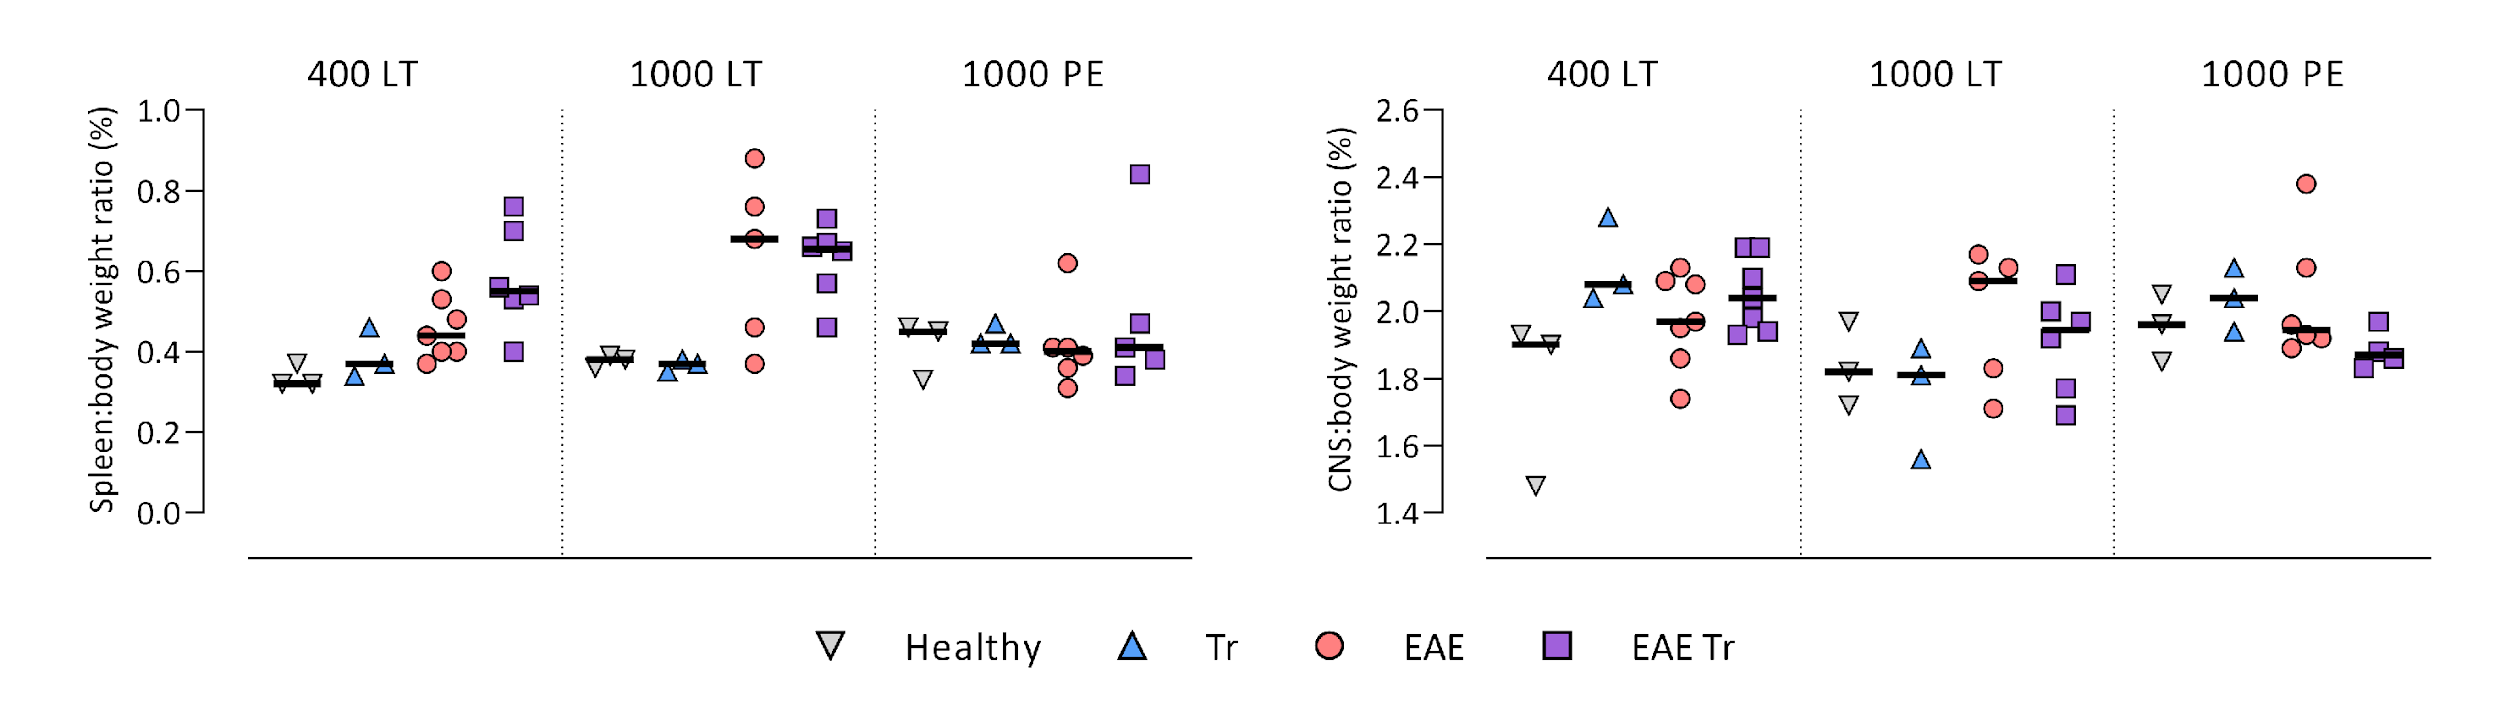 400 LT 1000 LT 1000 PE
Spleen:body weight ratio (%)
1.0
0.8
0.6
0.4
0.2
0.0
400 LT 1000 LT 1000 PE
CNS:body weight ratio (%)
2.6
2.4
2.2
2.0
1.8
1.6
1.4
Healthy Tr EAE EAE Tr